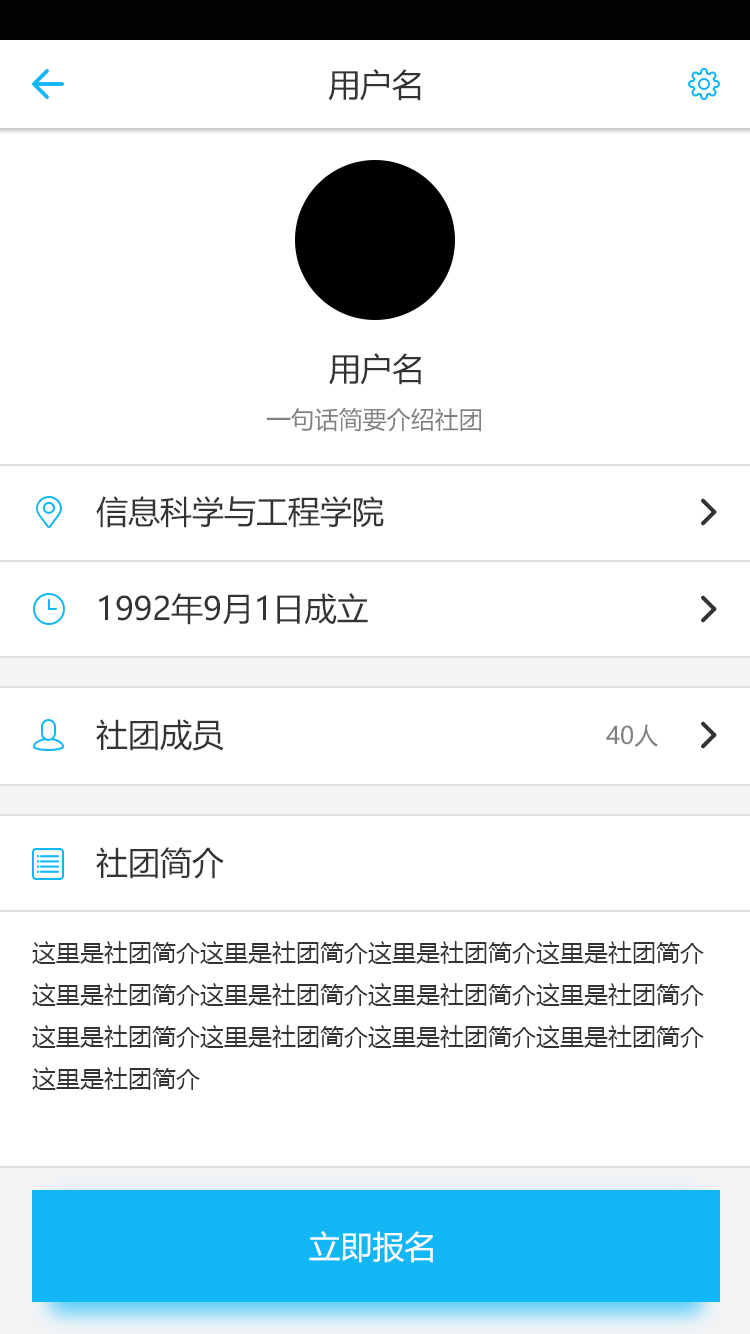 用户名
用户名
一句话简要介绍社团
信息科学与工程学院
1992年9月1日成立
社团成员 40人
社团简介
这里是社团简介这里是社团简介这里是社团简介这里是社团简介
这里是社团简介这里是社团简介这里是社团简介这里是社团简介
这里是社团简介这里是社团简介这里是社团简介这里是社团简介
这里是社团简介
立即报名